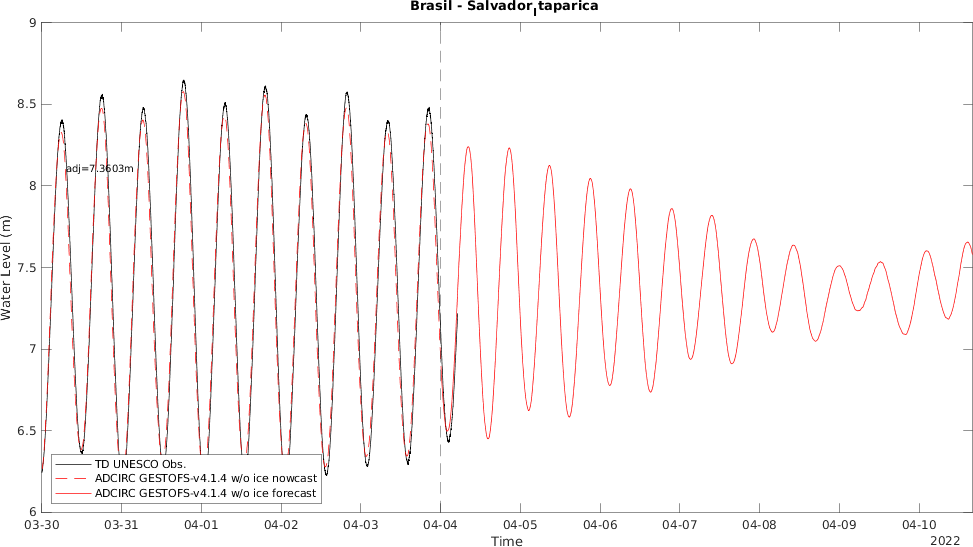 Brasil - Salvador,taparica
9
8.5
8
7.5
7
6.5
6
Water Level (m)
adj=7.3603m
TD UNESCO Obs.
ADCIRC GESTOFS-v4.1.4 w/o ice nowcast
ADCIRC GESTOFS-v4.1.4 w/o ice forecast
03-30 03-31 04-01 04-02 04-03 04-04 04-05 04-06 04-07 04-08 04-09 04-10
Time
2022